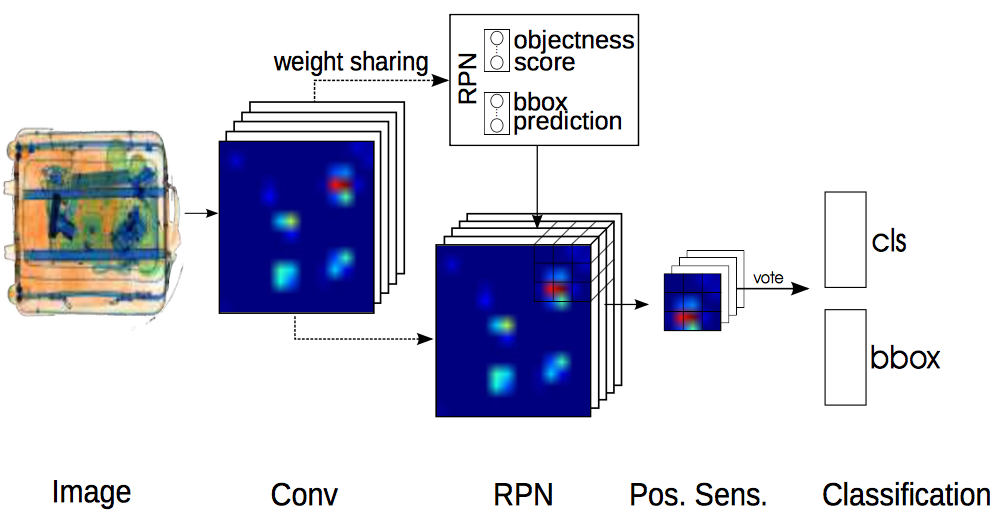 weight sharing
RPN
objectness
score
bbox
prediction
vote
cls
bbox
Image
Conv
RPN
Pos. Sens.
Classification